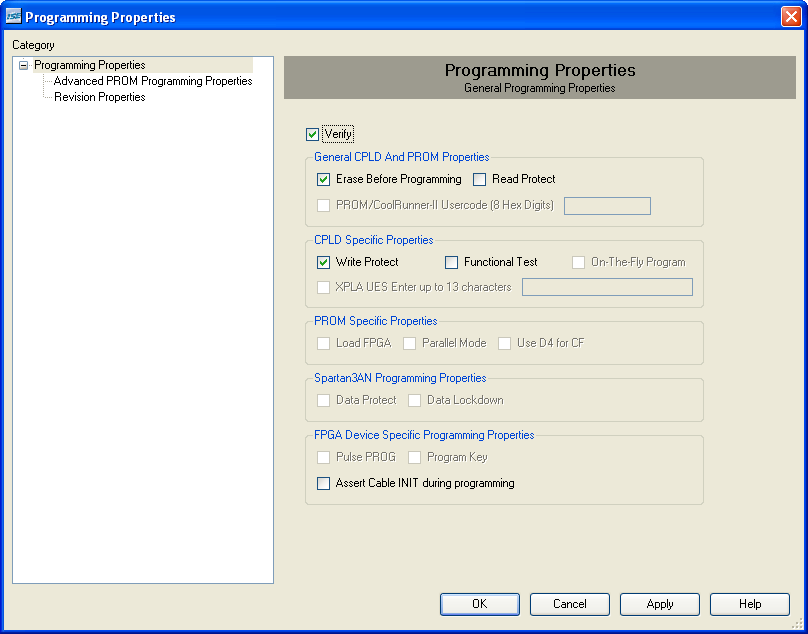 ISE Programming Properties
Category
Programming Properties
Advanced PROM Programming Properties
Revision Properties
Programming Properties
General Programming Properties
Verify
General CPLD And PROM Properties
Erase Before Programming Read Protect
PROM/CoolRunner-II Usercode (8 Hex Digits)
CPLD Specific Properties
Write Protect Functional Test On-The-Fly Program
XPLA UES Enter up to 13 characters
PROM Specific Properties
Load FPGA Parallel Mode Use D4 for CF
Spartan3AN Programming Properties
Data Protect Data Lockdown
FPGA Device Specific Programming Properties
Pulse PROG Program Key
Assert Cable INIT during programming
OK Cancel Apply Help